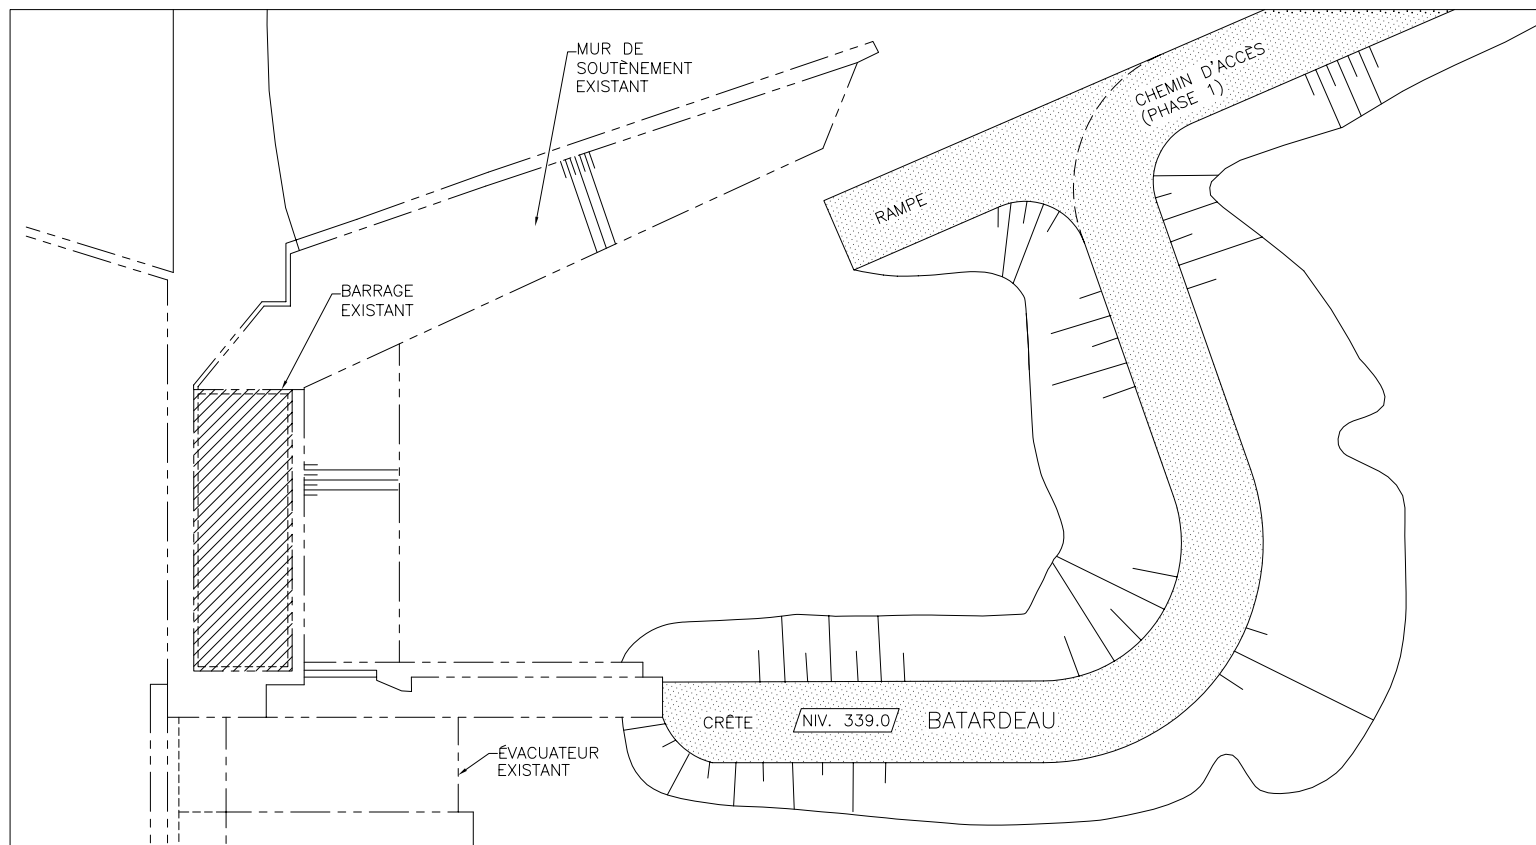 MUR DE
SOUTÈNEMENT
EXISTANT
CHEMIN D'ACCÈS
(PHASE 1)
RAMPE
BARRAGE
EXISTANT
CRÊTE
NIV. 339.0
BATARDEAU
ÉVACUATEUR
EXISTANT